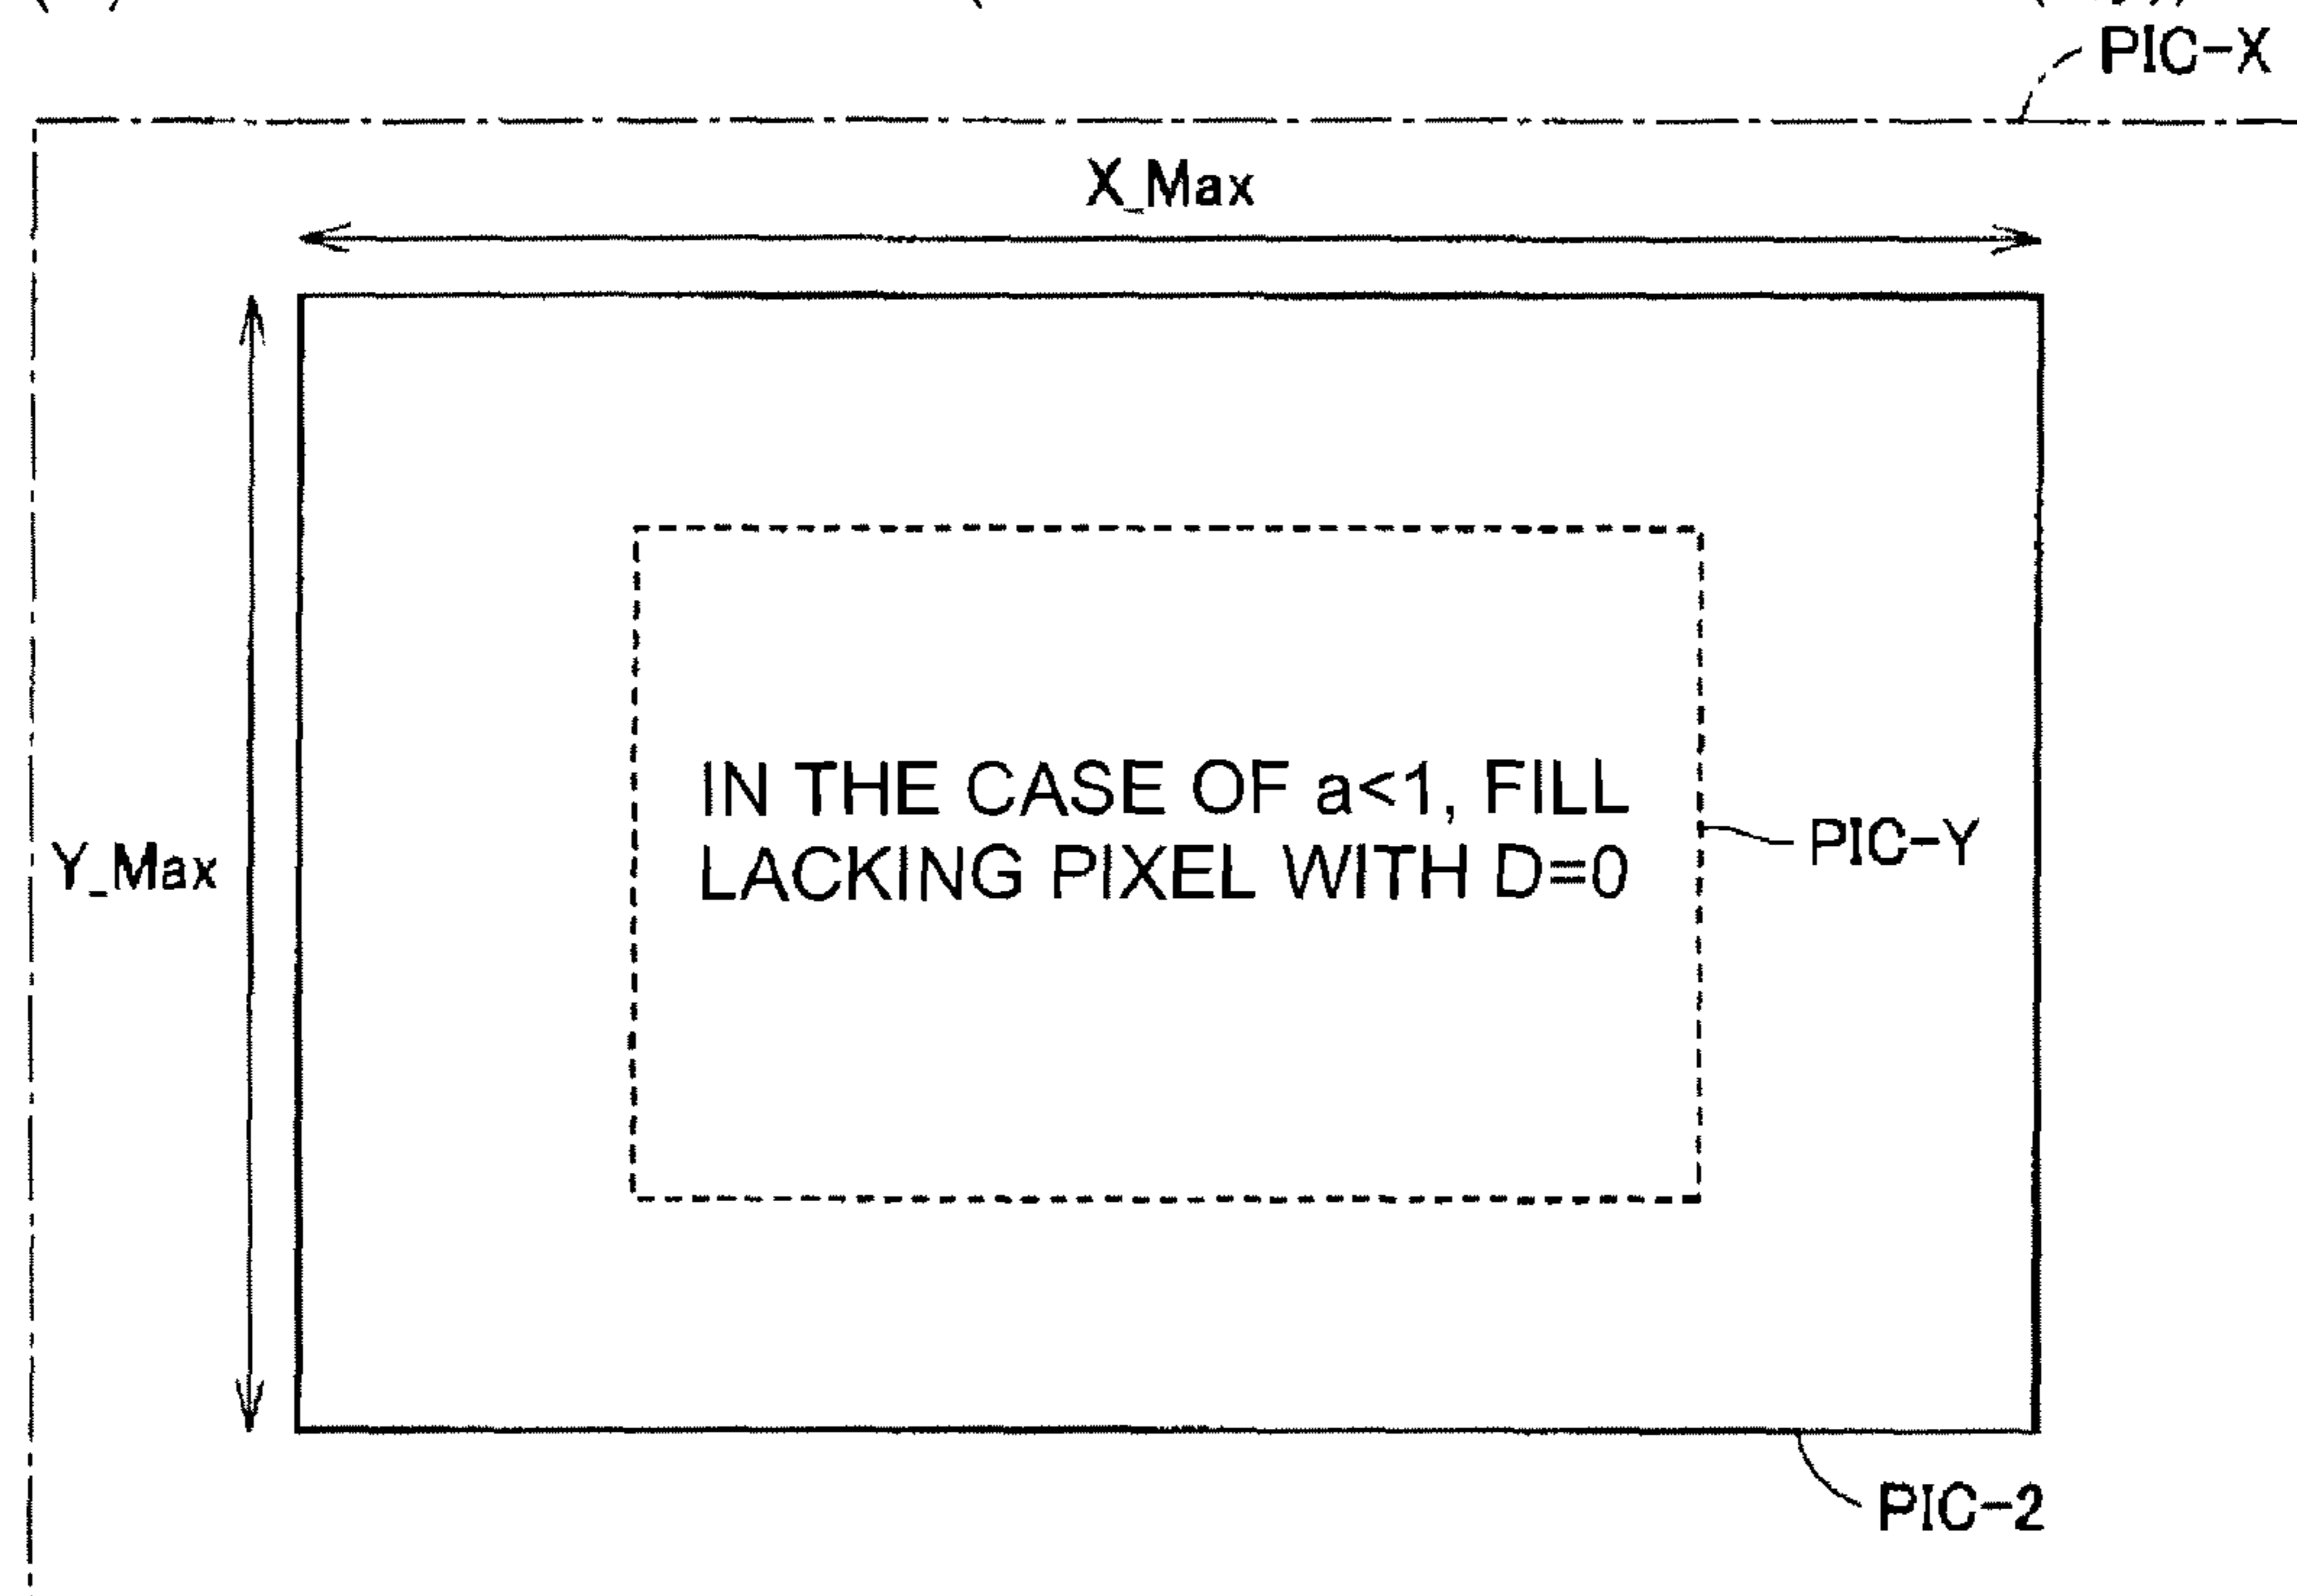 PIC-X
X_Max
IN THE CASE OF a<1, FILL
LACKING PIXEL WITH D=0
PIC-Y
Y_Max
PIC-2